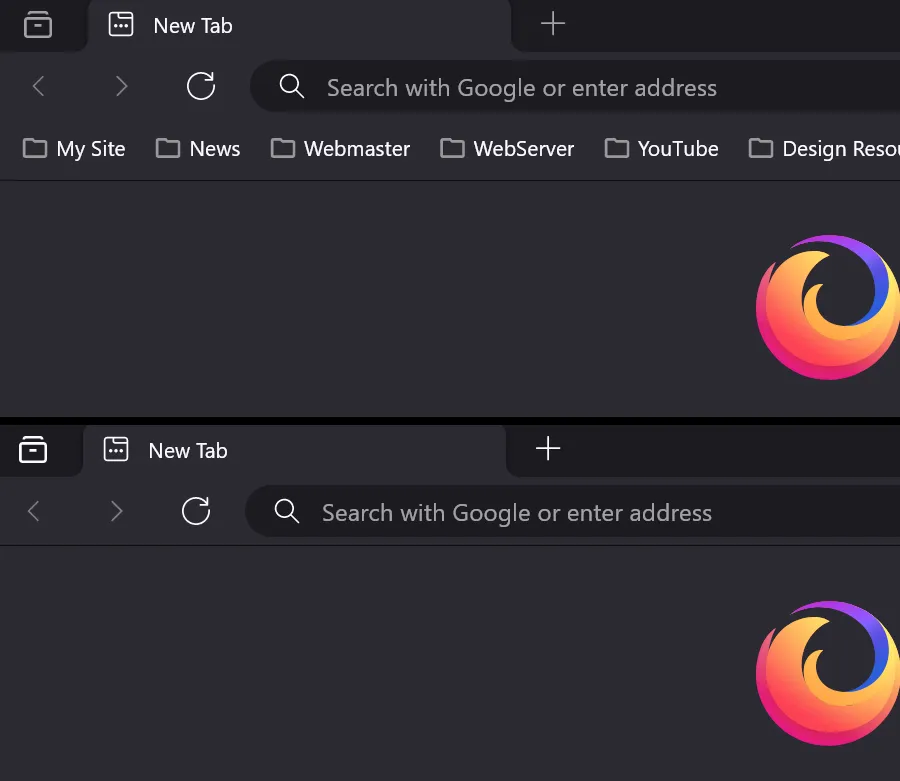 New Tab
Search with Google or enter address
My Site News Webmaster WebServer YouTube Design Resou
New Tab
Search with Google or enter address